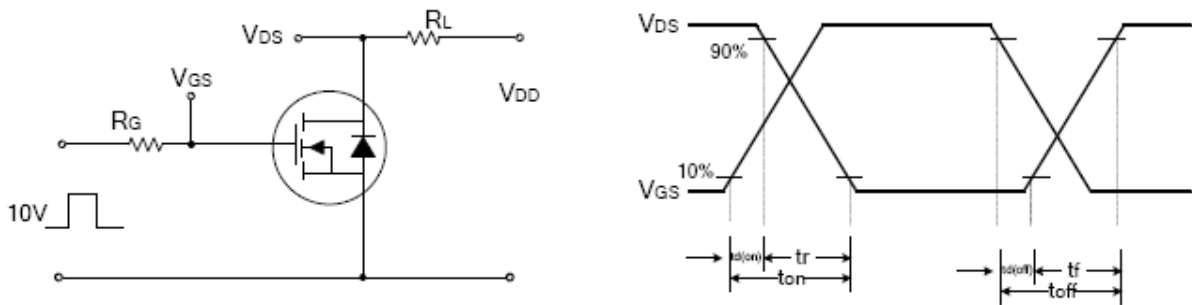 VDS
RL
VGS
VDD
RG
10V
VDS
90%
10%
VGS
td(on)
tr
ton
td(off)
tf
toff